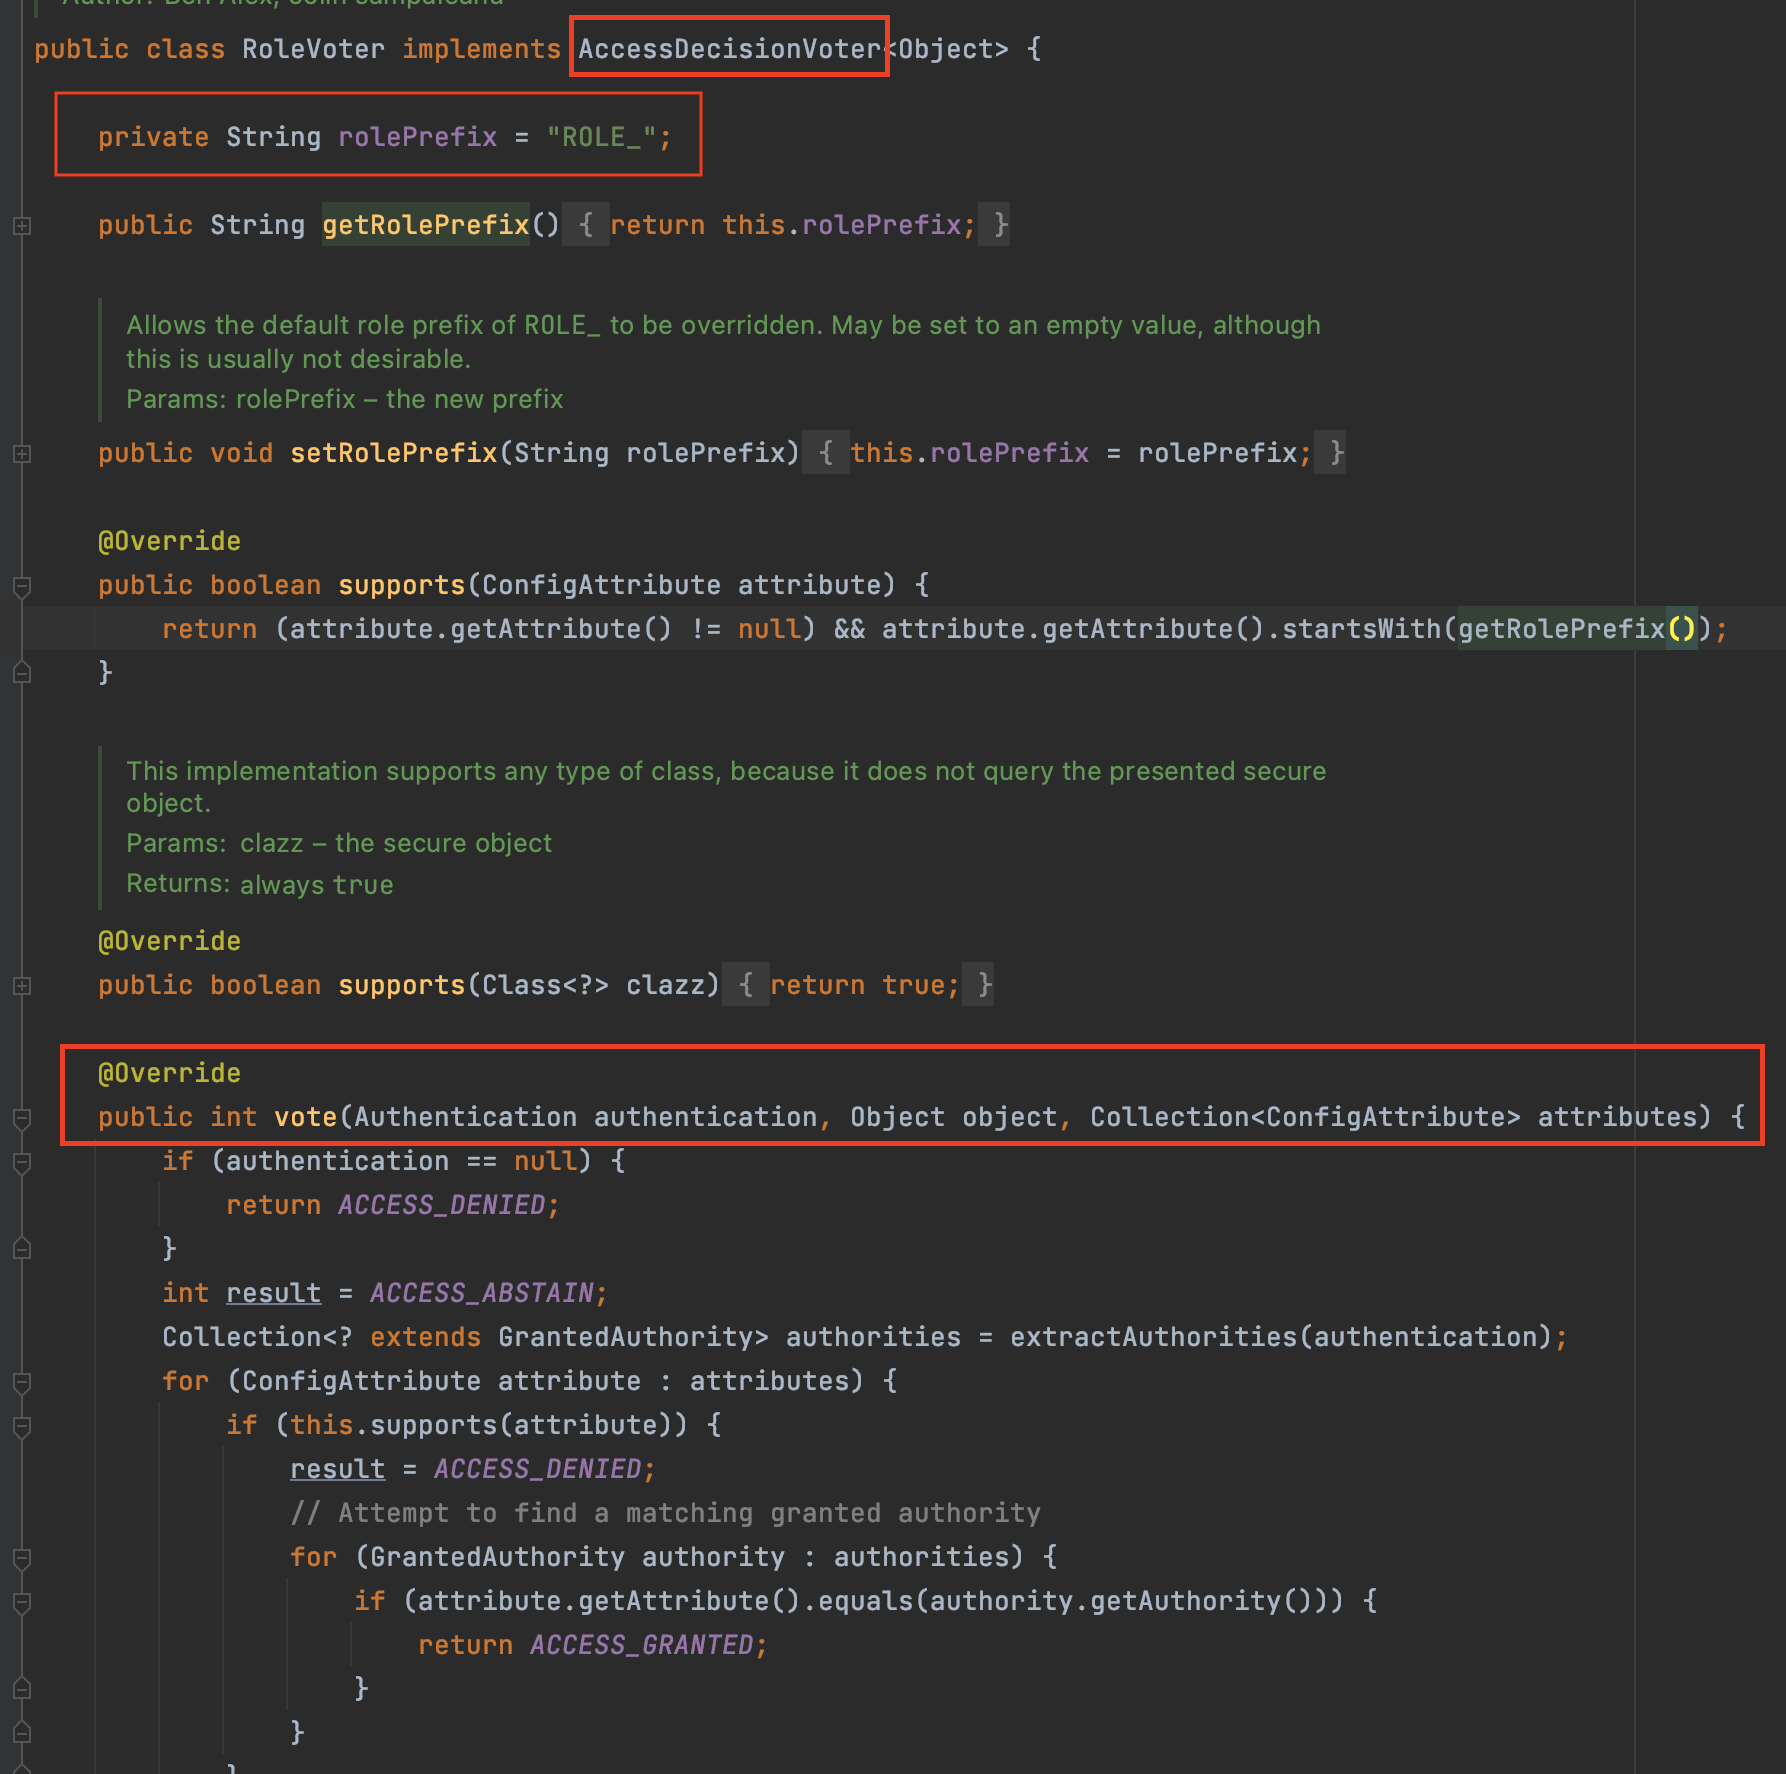 Author: Ben Alex, colin sampaleanu
public class RoleVoter implements AccessDecisionVoter<Object> {
private String rolePrefix = "ROLE_";
public String getRolePrefix() { return this.rolePrefix; }
Allows the default role prefix of ROLE_ to be overridden. May be set to an empty value, although
this is usually not desirable.
Params: rolePrefix – the new prefix
public void setRolePrefix(String rolePrefix) { this.rolePrefix = rolePrefix; }
@Override
public boolean supports(ConfigAttribute attribute) {
return (attribute.getAttribute() != null) && attribute.getAttribute().startsWith(getRolePrefix());
}
This implementation supports any type of class, because it does not query the presented secure
object.
Params: clazz – the secure object
Returns: always true
@Override
public boolean supports(Class<?> clazz) { return true; }
@Override
public int vote(Authentication authentication, Object object, Collection<ConfigAttribute> attributes) {
if (authentication == null) {
return ACCESS_DENIED;
}
int result = ACCESS_ABSTAIN;
Collection<? extends GrantedAuthority> authorities = extractAuthorities(authentication);
for (ConfigAttribute attribute : attributes) {
if (this.supports(attribute)) {
result = ACCESS_DENIED;
// Attempt to find a matching granted authority
for (GrantedAuthority authority : authorities) {
if (attribute.getAttribute().equals(authority.getAuthority())) {
return ACCESS_GRANTED;
}
}
}